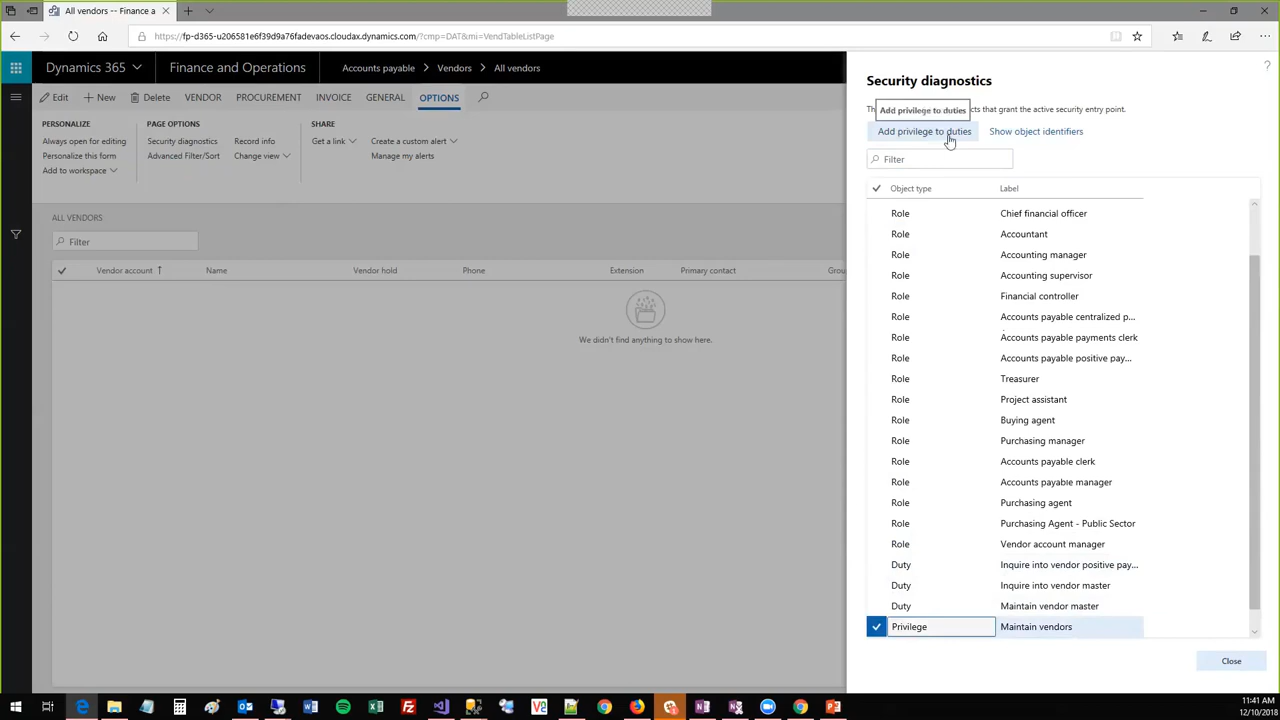 All vendors -- Finance a
https://fp-d365-u206581e6f39d9a76fadevaos.cloudax.dynamics.com/?cmp=DAT&mi=VendTableListPage
Dynamics 365
Finance and Operations
Accounts payable > Vendors > All vendors
Edit
New
Delete
VENDOR
PROCUREMENT
INVOICE
GENERAL
OPTIONS
PERSONALIZE
Always open for editing
Personalize this form
Add to workspace
PAGE OPTIONS
Security diagnostics
Record info
Advanced Filter/Sort
Change view
SHARE
Get a link
Create a custom alert
Manage my alerts
ALL VENDORS
Filter
Vendor account
Name
Vendor hold
Phone
Extension
Primary contact
We didn't find anything to show here.
?
Security diagnostics
Add privilege to duties
that grant the active security entry point.
Add privilege to duties
Show object identifiers
Filter
Object type Label
Role Chief financial officer
Role Accountant
Role Accounting manager
Role Accounting supervisor
Role Financial controller
Role Accounts payable centralized p...
Role Accounts payable payments clerk
Role Accounts payable positive pay...
Role Treasurer
Role Project assistant
Role Buying agent
Role Purchasing manager
Role Accounts payable clerk
Role Accounts payable manager
Role Purchasing agent
Role Purchasing Agent - Public Sector
Role Vendor account manager
Duty Inquire into vendor positive pay...
Duty Inquire into vendor master
Duty Maintain vendor master
Privilege Maintain vendors
Close
11:41 AM
12/10/2018